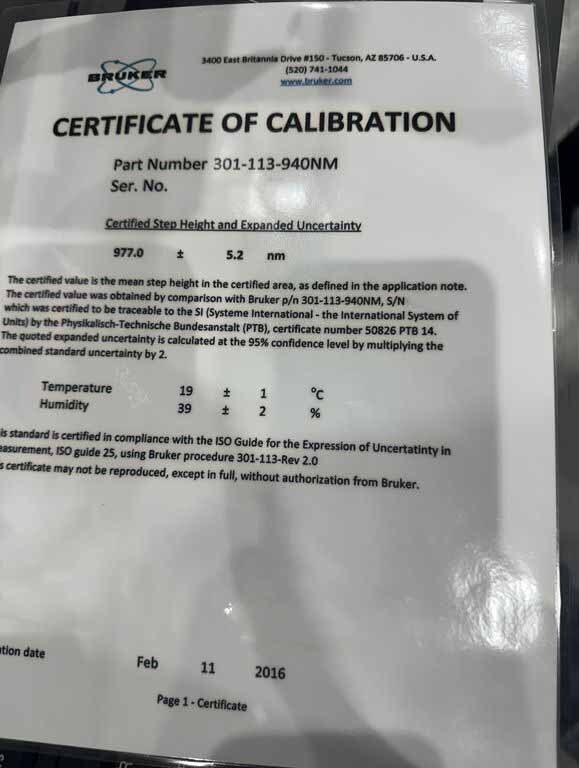 BRUKER
3400 East Britannia Drive #150 - Tucson, AZ 85706 - U.S.A.
(520) 741-1044
www.bruker.com
CERTIFICATE OF CALIBRATION
Part Number 301-113-940NM
Ser. No.
Certified Step Height and Expanded Uncertainty
977.0 ± 5.2 nm
The certified value is the mean step height in the certified area, as defined in the application note.
The certified value was obtained by comparison with Bruker p/n 301-113-940NM, S/N
which was certified to be traceable to the SI (Systeme International - the International System of
Units) by the Physikalisch-Technische Bundesanstalt (PTB), certificate number 50826 PTB 14.
The quoted expanded uncertainty is calculated at the 95% confidence level by multiplying the
combined standard uncertainty by 2.
Temperature 19 ± 1 °C
Humidity 39 ± 2 %
is standard is certified in compliance with the ISO Guide for the Expression of Uncertatinty in
easurement, ISO guide 25, using Bruker procedure 301-113-Rev 2.0
s certificate may not be reproduced, except in full, without authorization from Bruker.
ation date Feb 11 2016
Page 1 - Certificate